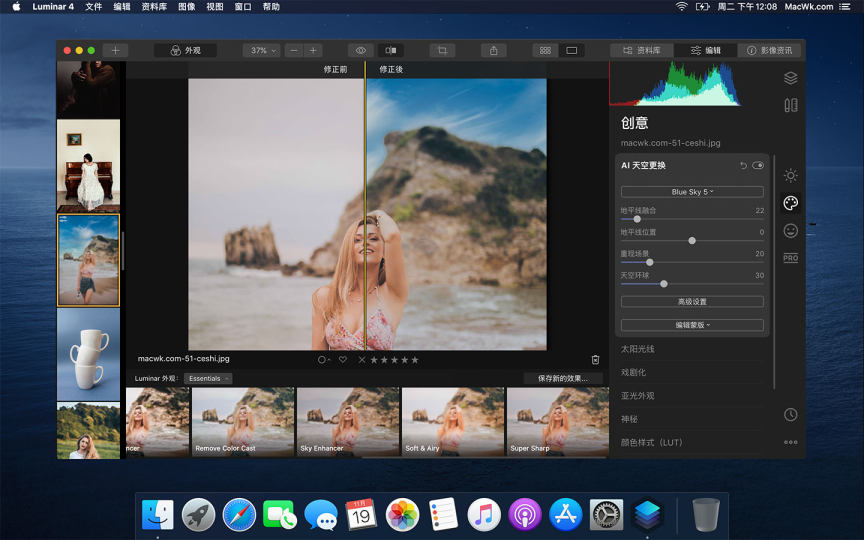 Luminar 4 文件 编辑 资料库 图像 视图 窗口 帮助 周二 下午12:08 MacWk.com
外观 37% 资料库 编辑 影像资讯
修正前 修正後
创意
macwk.com-51-ceshi.jpg
AI 天空更换
Blue Sky 5
地平线融合 22
地平线位置 0
重现场景 20
天空环球 30
高级设置
编辑蒙版
太阳光线
戏剧化
亚光外观
神秘
颜色样式（LUT）
PRO
macwk.com-51-ceshi.jpg
Luminar 外观： Essentials 保存新的效果...
ncer Remove Color Cast Sky Enhancer Soft & Airy Super Sharp
11月
19